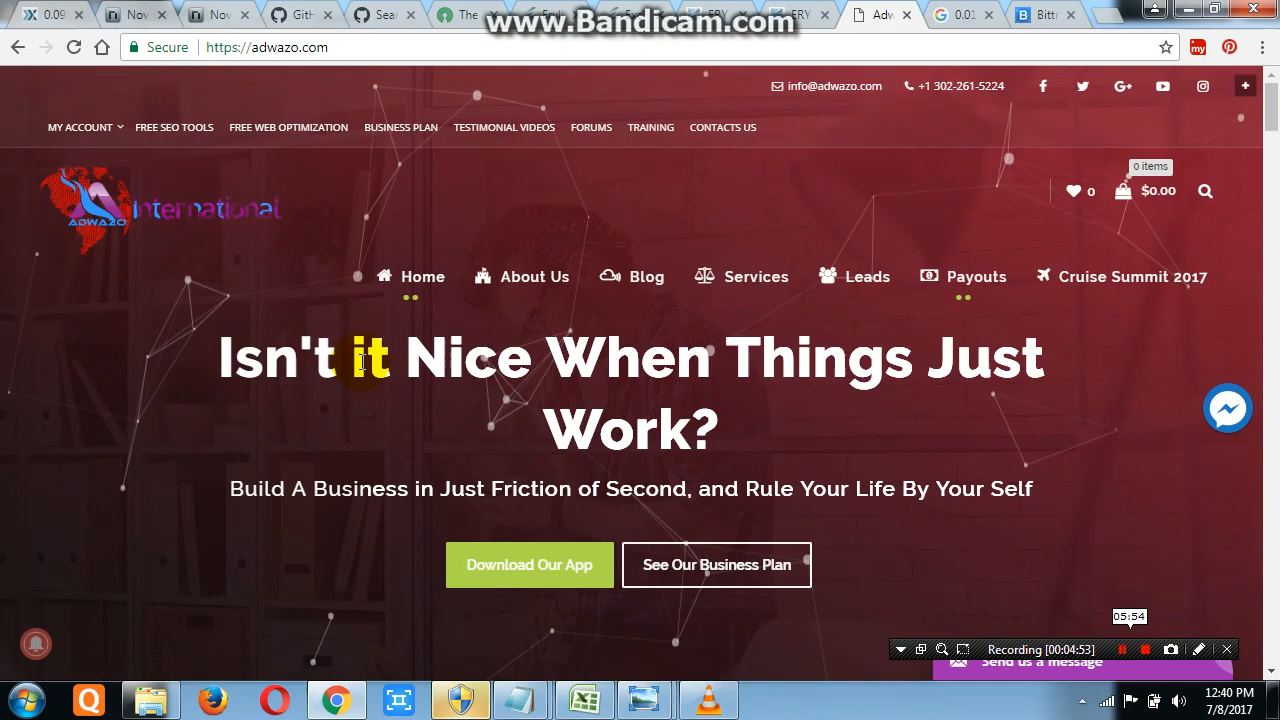 www.Bandicam.com
0.09
Nov
Nov
Gith
Sear
The
ERY
ERY
Adw
0.01
Bittr
Secure
https://adwazo.com
my
info@adwazo.com
+1 302-261-5224
MY ACCOUNT
FREE SEO TOOLS
FREE WEB OPTIMIZATION
BUSINESS PLAN
TESTIMONIAL VIDEOS
FORUMS
TRAINING
CONTACTS US
0 items
ADWAZO
International
0
$0.00
Home
About Us
Blog
Services
Leads
Payouts
Cruise Summit 2017
Isn't it Nice When Things Just
Work?
Build A Business in Just Friction of Second, and Rule Your Life By Your Self
Download Our App
See Our Business Plan
05:54
Recording [00:04:53]
Send us a message
12:40 PM
7/8/2017